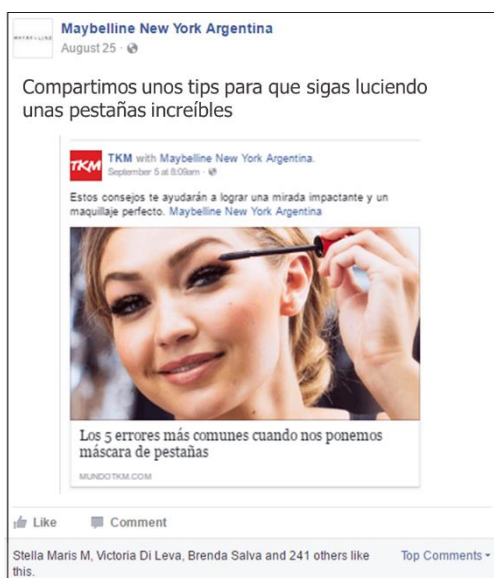 MAYBELLINE
Maybelline New York Argentina
August 25 ·
Compartimos unos tips para que sigas luciendo
unas pestañas increíbles
TKM
TKM with Maybelline New York Argentina.
September 5 at 8:09am ·
Estos consejos te ayudarán a lograr una mirada impactante y un
maquillaje perfecto. Maybelline New York Argentina
Los 5 errores más comunes cuando nos ponemos
máscara de pestañas
MUNDOTKM.COM
Like Comment
Stella Maris M, Victoria Di Leva, Brenda Salva and 241 others like
this.
Top Comments